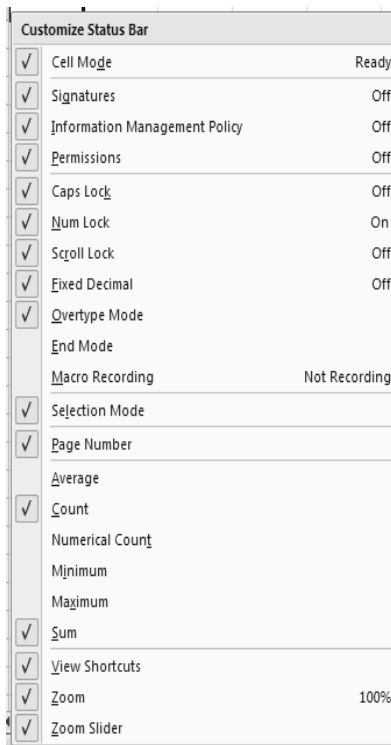 Customize Status Bar
Cell Mode Ready
Signatures Off
Information Management Policy Off
Permissions Off
Caps Lock Off
Num Lock On
Scroll Lock Off
Fixed Decimal Off
Overtype Mode
End Mode
Macro Recording Not Recording
Selection Mode
Page Number
Average
Count
Numerical Count
Minimum
Maximum
Sum
View Shortcuts
Zoom 100%
Zoom Slider